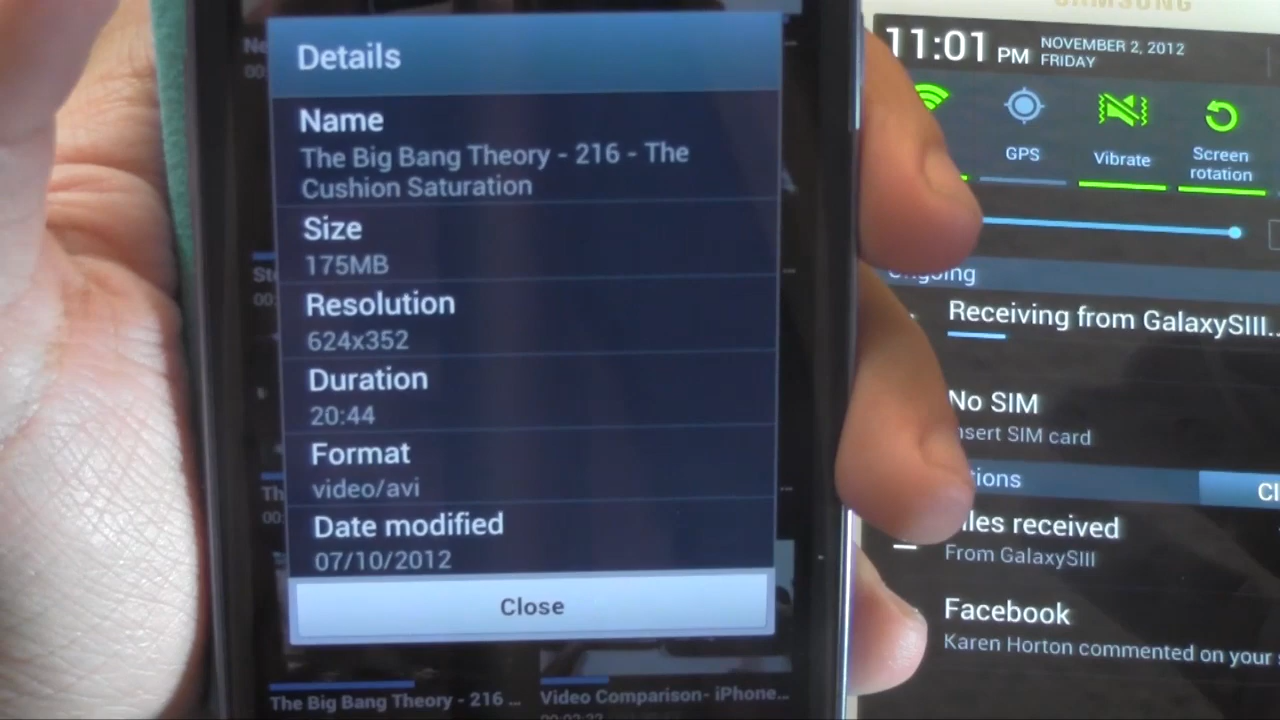 Details
Name
The Big Bang Theory - 216 - The
Cushion Saturation
Size
175MB
Resolution
624x352
Duration
20:44
Format
video/avi
Date modified
07/10/2012
Close
The Big Bang Theory - 216 ...
Video Comparison- iPhone...
SAMSUNG
11:01 PM
NOVEMBER 2, 2012
FRIDAY
GPS
Vibrate
Screen
rotation
Ongoing
Receiving from GalaxySIII...
No SIM
nsert SIM card
tions
Cl
iles received
From GalaxySIII
Facebook
Karen Horton commented on your